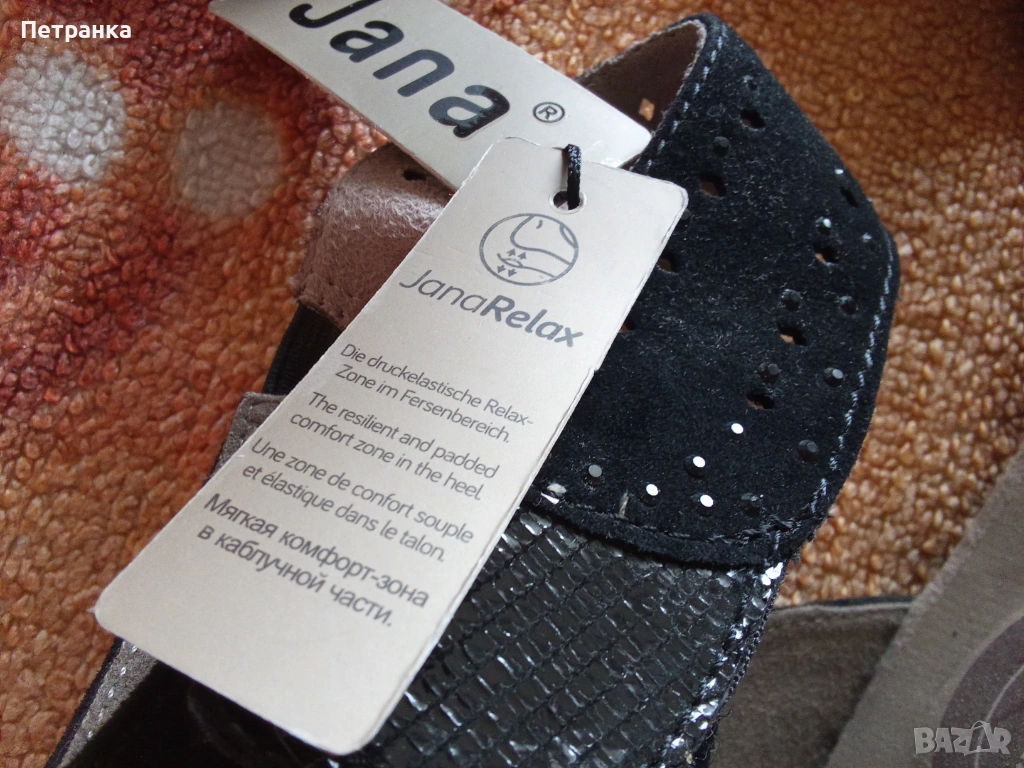 Петранка
Jana®
JanaRelax
Die druckelastische Relax-
Zone im Fersenbereich.
The resilient and padded
comfort zone in the heel.
Une zone de confort souple
et élastique dans le talon.
Мягкая комфорт-зона
в каблучной части.
BAZAR